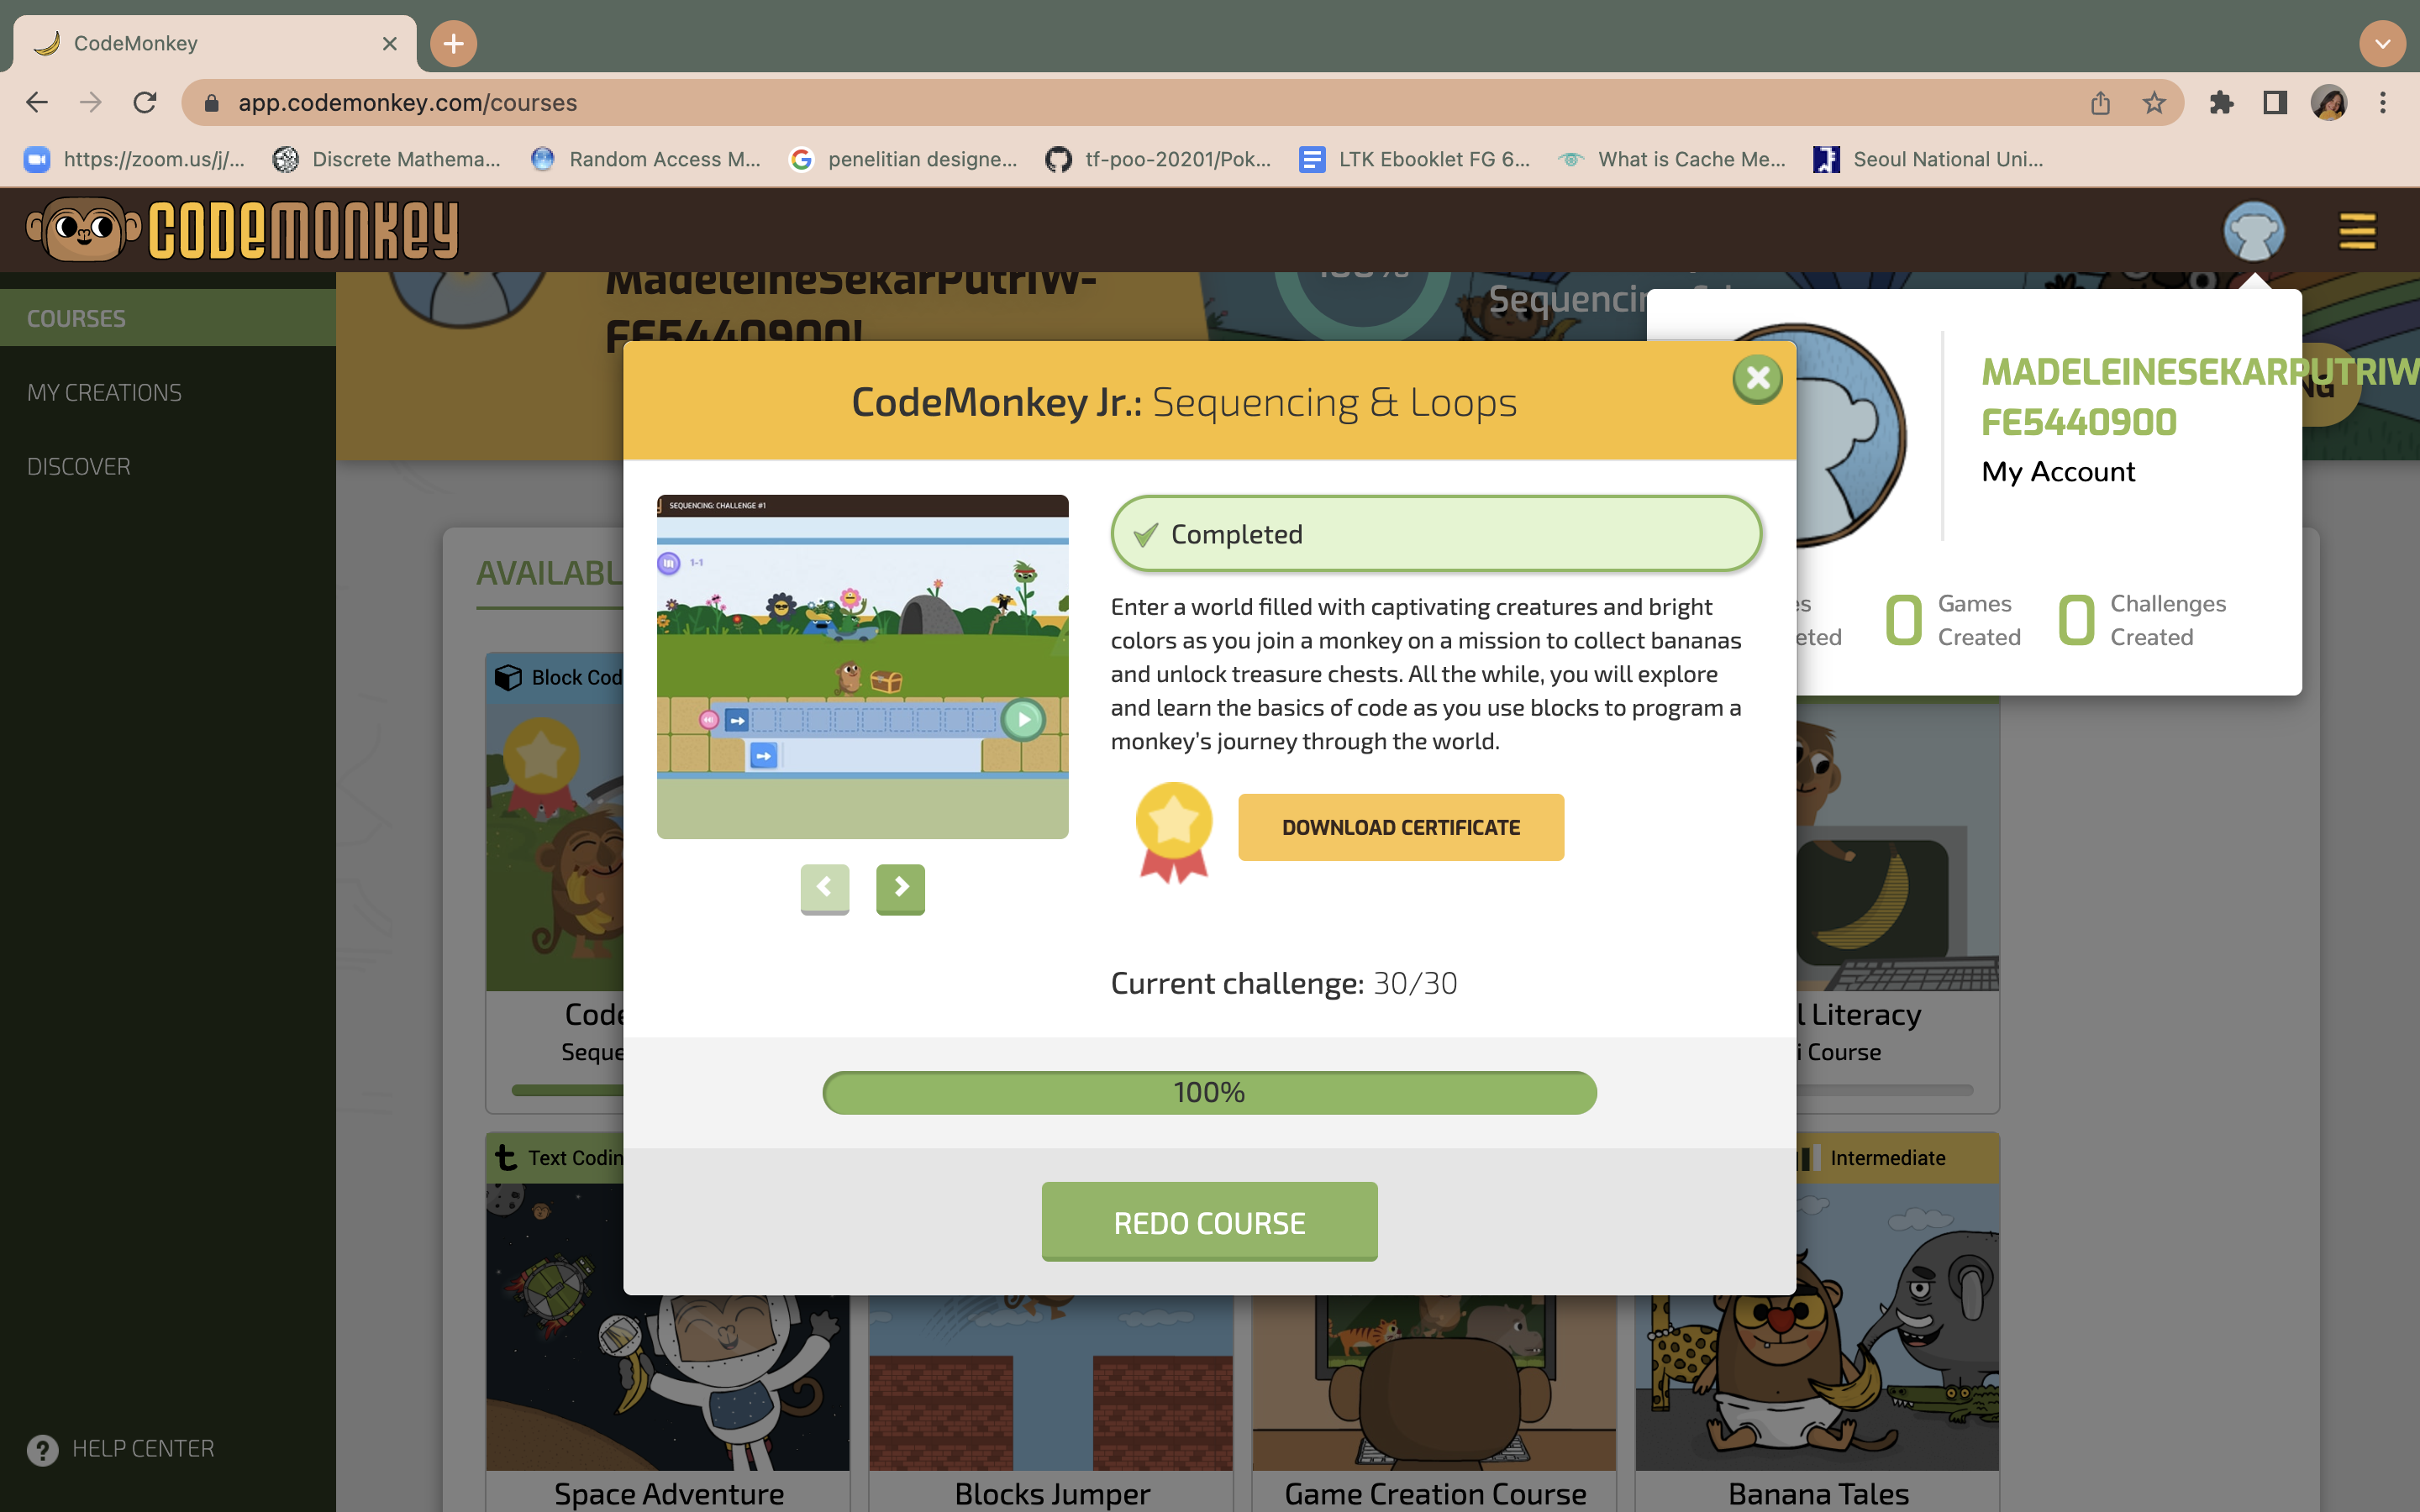 CodeMonkey
app.codemonkey.com/courses
https://zoom.us/j/...
Discrete Mathema...
Random Access M...
penelitian designe...
tf-poo-20201/Pok...
LTK Ebooklet FG 6...
What is Cache Me...
Seoul National Uni...
CODEMONKEY
COURSES
MY CREATIONS
DISCOVER
HELP CENTER
MadeleineSekarPutriW-
FE5440900!
100%
MADELEINESEKARPUTRIW
FE5440900
My Account
Games
Created
0
Challenges
Created
0
AVAILABL
CodeMonkey Jr.: Sequencing & Loops
SEQUENCING: CHALLENGE #1
1-1
Completed
Enter a world filled with captivating creatures and bright
colors as you join a monkey on a mission to collect bananas
and unlock treasure chests. All the while, you will explore
and learn the basics of code as you use blocks to program a
monkey's journey through the world.
DOWNLOAD CERTIFICATE
Current challenge: 30/30
100%
REDO COURSE
Block Cod
Code
Seque
l Literacy
i Course
t Text Codin
Intermediate
Space Adventure
Blocks Jumper
Game Creation Course
Banana Tales